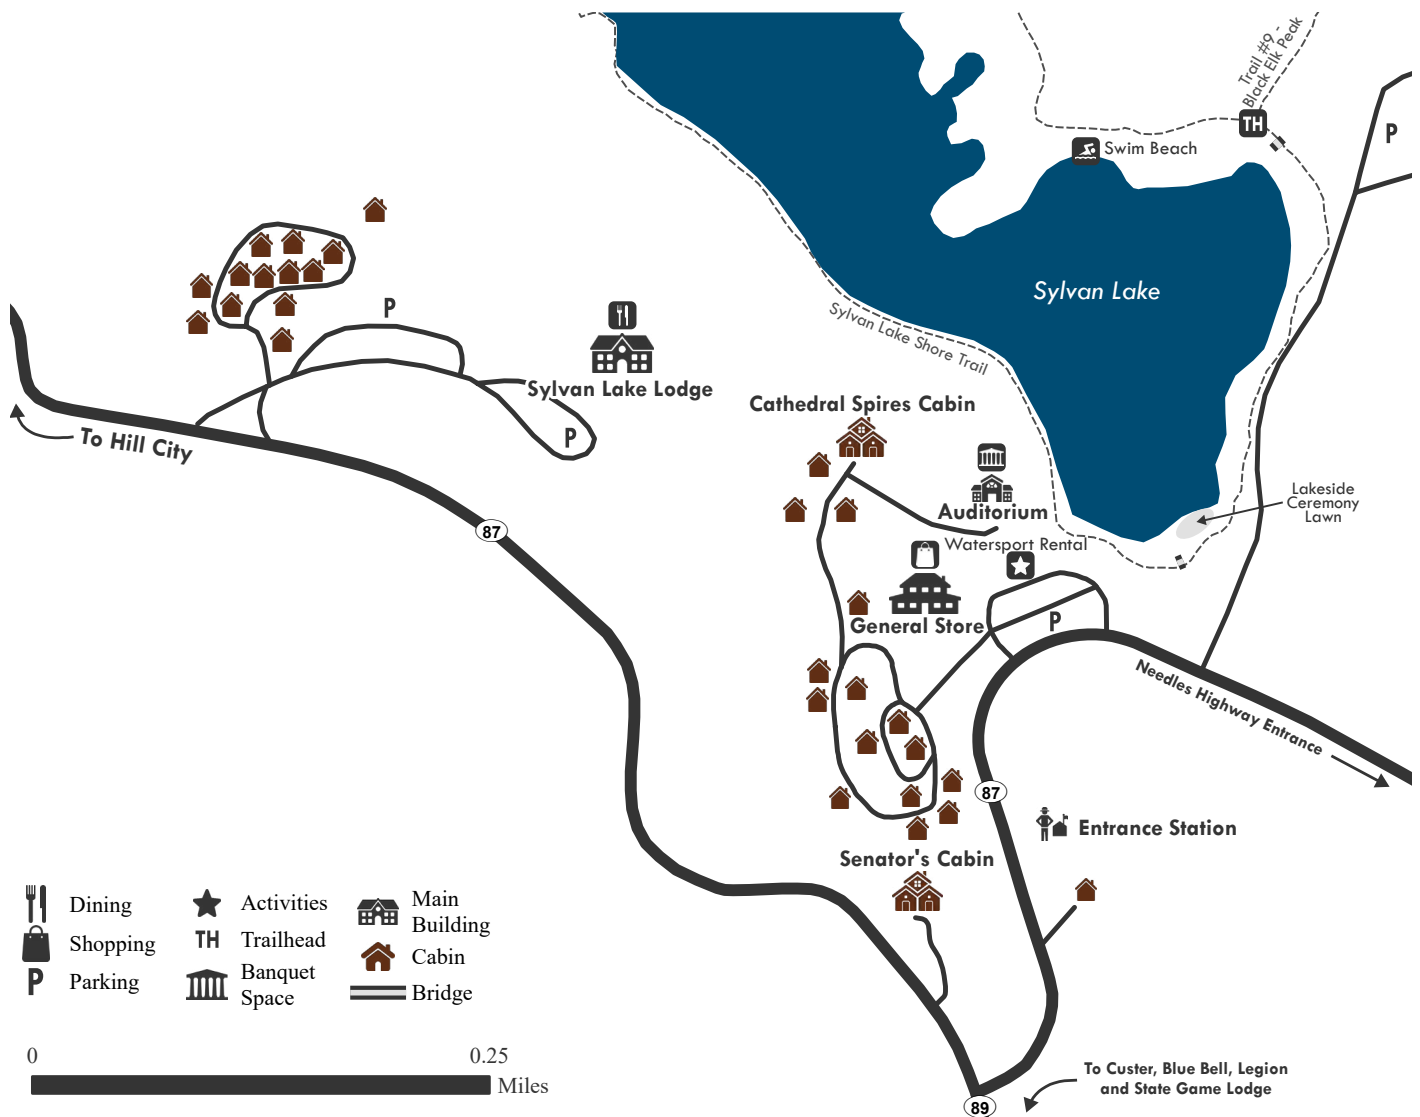 Trail #9 -
Black Elk Peak
TH
P
Swim Beach
Sylvan Lake
Sylvan Lake Shore Trail
P
Sylvan Lake Lodge
P
To Hill City
87
Cathedral Spires Cabin
Auditorium
Watersport Rental
General Store
P
Lakeside
Ceremony
Lawn
Needles Highway Entrance
87
Entrance Station
Senator's Cabin
Dining
Shopping
P Parking
Activities
TH Trailhead
Banquet
Space
Main
Building
Cabin
Bridge
0 0.25
Miles
To Custer, Blue Bell, Legion
and State Game Lodge
89